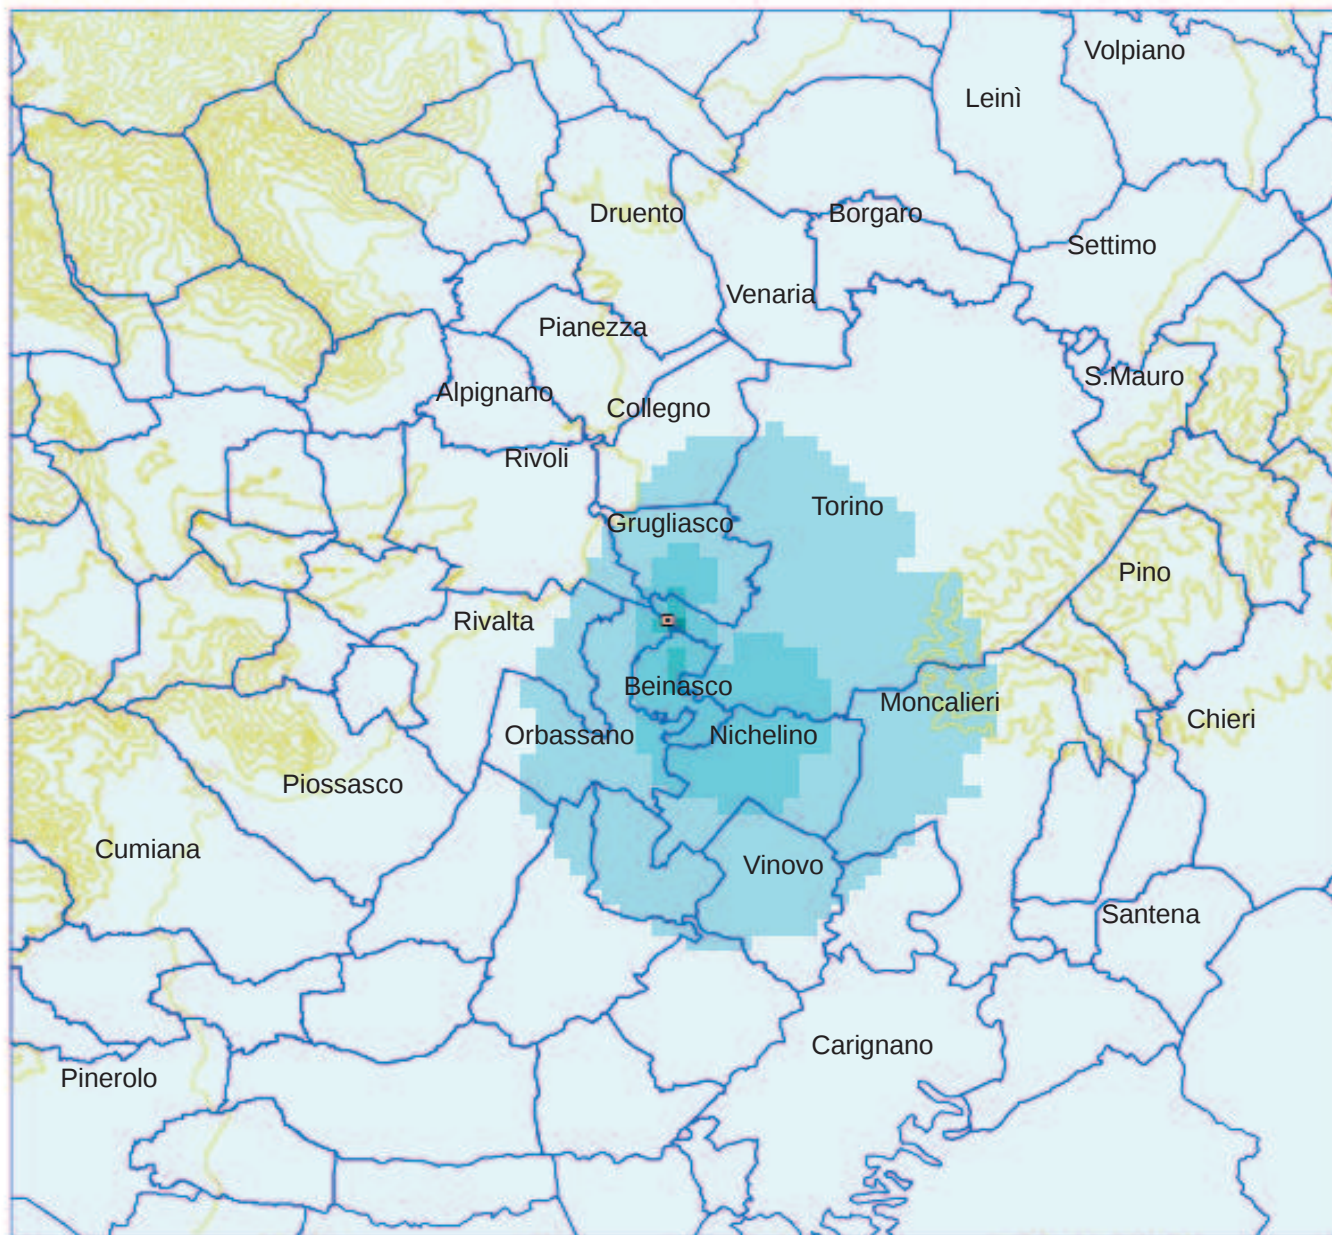 Volpiano
Leinì
Druento
Borgaro
Settimo
Venaria
Pianezza
S.Mauro
Alpignano
Collegno
Rivoli
Torino
Grugliasco
Pino
Rivalta
Beinasco
Moncalieri
Chieri
Orbassano
Nichelino
Piossasco
Cumiana
Vinovo
Santena
Carignano
Pinerolo